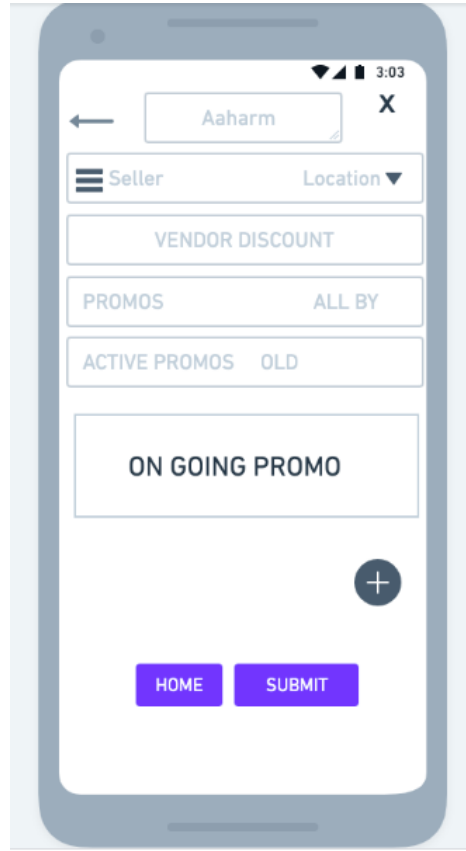 3:03
Aaharm X
Seller Location
VENDOR DISCOUNT
PROMOS ALL BY
ACTIVE PROMOS OLD
ON GOING PROMO
+
HOME SUBMIT